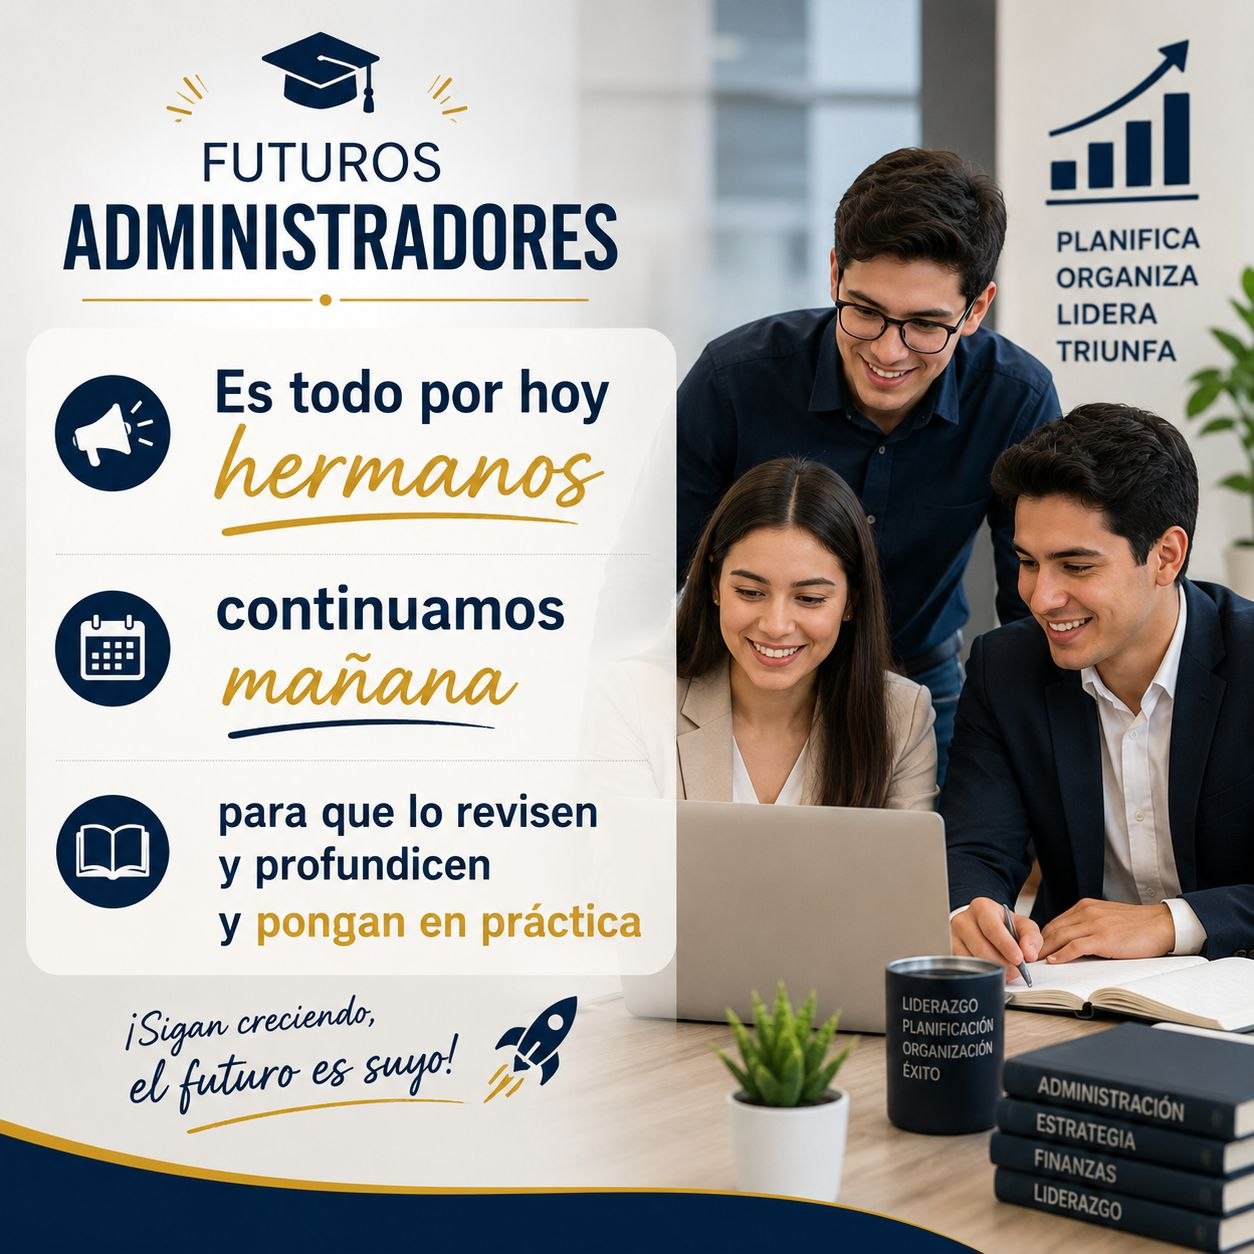 FUTUROS
ADMINISTRADORES
Es todo por hoy
hermanos
continuamos
mañana
para que lo revisen
y profundicen
y pongan en práctica
¡Sigan creciendo,
el futuro es suyo!
PLANIFICA
ORGANIZA
LIDERA
TRIUNFA
LIDERAZGO
PLANIFICACIÓN
ORGANIZACIÓN
ÉXITO
ADMINISTRACIÓN
ESTRATEGIA
FINANZAS
LIDERAZGO